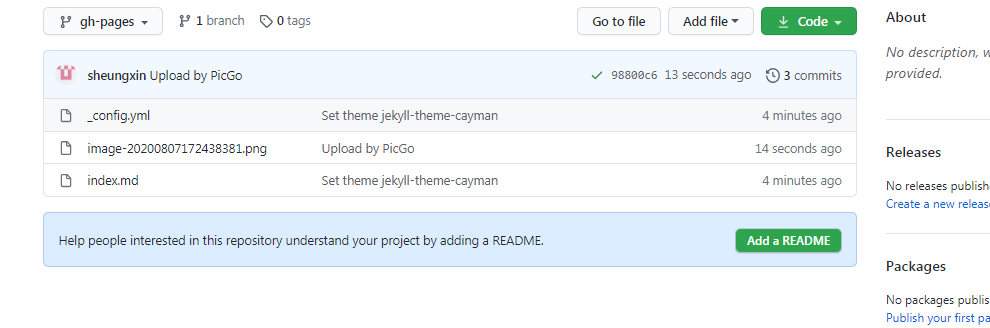 gh-pages 1 branch 0 tags Go to file Add file Code
sheungxin Upload by PicGo 98800c6 13 seconds ago 3 commits
_config.yml Set theme jekyll-theme-cayman 4 minutes ago
image-20200807172438381.png Upload by PicGo 14 seconds ago
index.md Set theme jekyll-theme-cayman 4 minutes ago
Help people interested in this repository understand your project by adding a README. Add a README
About
No description, w
provided.
Releases
No releases publish
Create a new releas
Packages
No packages publis
Publish your first pa